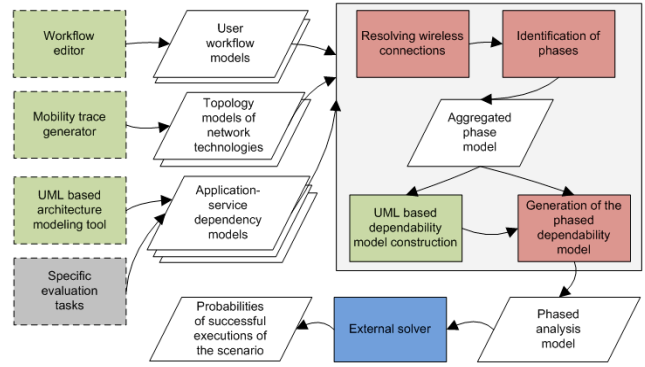 Workflow
editor
User
workflow
models
Resolving wireless
connections
Identification of
phases
Mobility trace
generator
Topology
models of
network
technologies
Aggregated
phase
model
UML based
architecture
modeling tool
Application-
service
dependency
models
UML based
dependability
model construction
Generation of the
phased
dependability
model
Specific
evaluation
tasks
Probabilities
of successful
executions of
the scenario
External solver
Phased
analysis
model